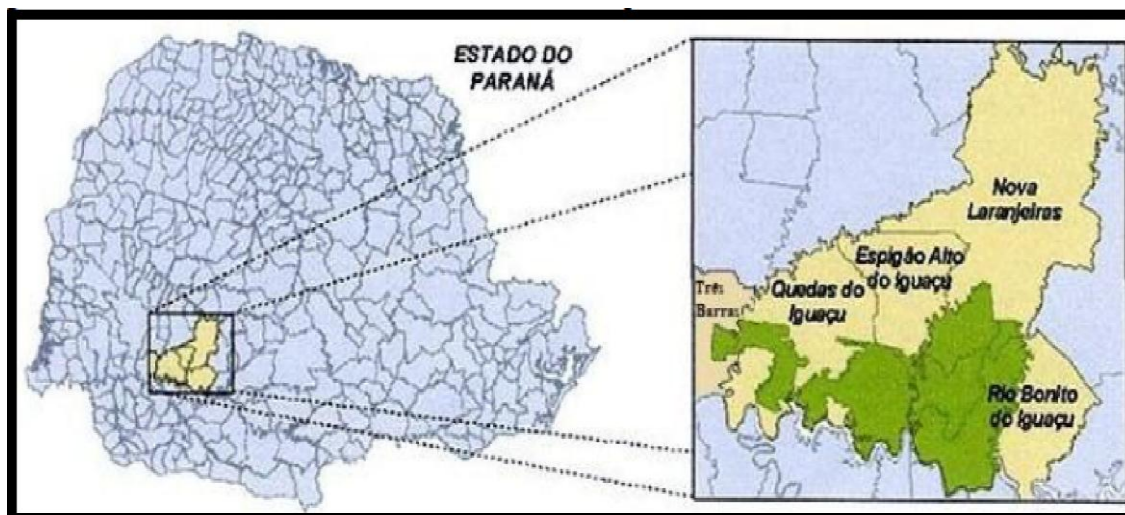 ESTADO DO
PARANÁ
Nova
Laranjeiras
Espigão Alto
do Iguaçu
Quedas do
Iguaçu
Três
Barras
Rio Bonito
do Iguaçu